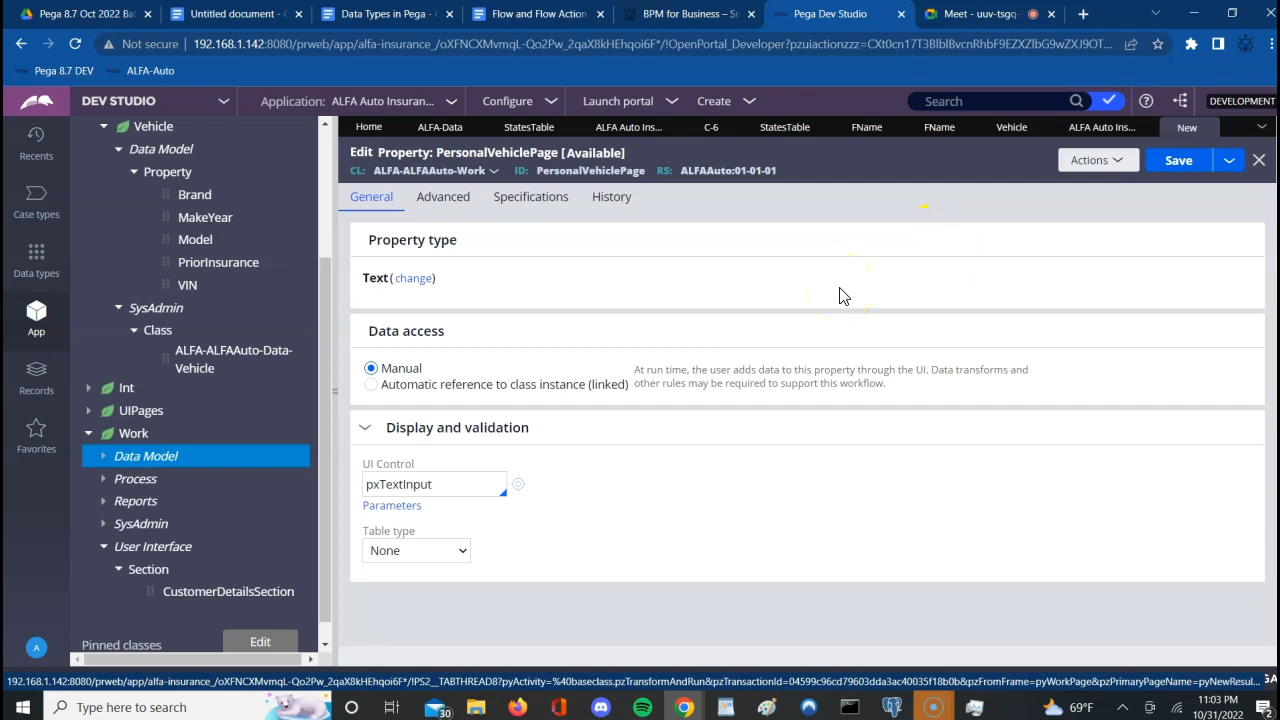 Pega 8.7 Oct 2022 Bat
Untitled document - G
Data Types in Pega - G
Flow and Flow Action
BPM for Business – Sn
Pega Dev Studio
Meet - uuv-tsgq-
Not secure
192.168.1.142:8080/prweb/app/alfa-insurance_/oXFNCXMvmqL-Qo2Pw_2qaX8kHEhqoi6F*/!OpenPortal_Developer?pzuiactionzzz=CXt0cn17T3BlblBvcnRhbF9EZXZlbG9wZXJ9OT...
Pega 8.7 DEV
ALFA-Auto
DEV STUDIO
Application: ALFA Auto Insuran...
Configure
Launch portal
Create
Search
DEVELOPMENT
Home
ALFA-Data
StatesTable
ALFA Auto Ins...
C-6
StatesTable
FName
FName
Vehicle
ALFA Auto Ins...
New
Recents
Case types
Data types
App
Records
Favorites
A
Vehicle
Data Model
Property
Brand
MakeYear
Model
PriorInsurance
VIN
SysAdmin
Class
ALFA-ALFAAuto-Data-
Vehicle
Int
UIPages
Work
Data Model
Process
Reports
SysAdmin
User Interface
Section
CustomerDetailsSection
Pinned classes
Edit
Edit Property: PersonalVehiclePage [Available]
CL: ALFA-ALFAAuto-Work ID: PersonalVehiclePage RS: ALFAAuto:01-01-01
Actions
Save
General
Advanced
Specifications
History
Property type
Text (change)
Data access
Manual
Automatic reference to class instance (linked)
At run time, the user adds data to this property through the UI. Data transforms and
other rules may be required to support this workflow.
Display and validation
UI Control
pxTextInput
Parameters
Table type
None
192.168.1.142:8080/prweb/app/alfa-insurance_/oXFNCXMvmqL-Qo2Pw_2qaX8kHEhqoi6F*/!PS2__TABTHREAD8?pyActivity=%40baseclass.pzTransformAndRun&pzTransactionId=04599c96cd79603dda3ac40035f18b0b&pzFromFrame=pyWorkPage&pzPrimaryPageName=pyNewResul...
Type here to search
30
69°F
11:03 PM
10/31/2022